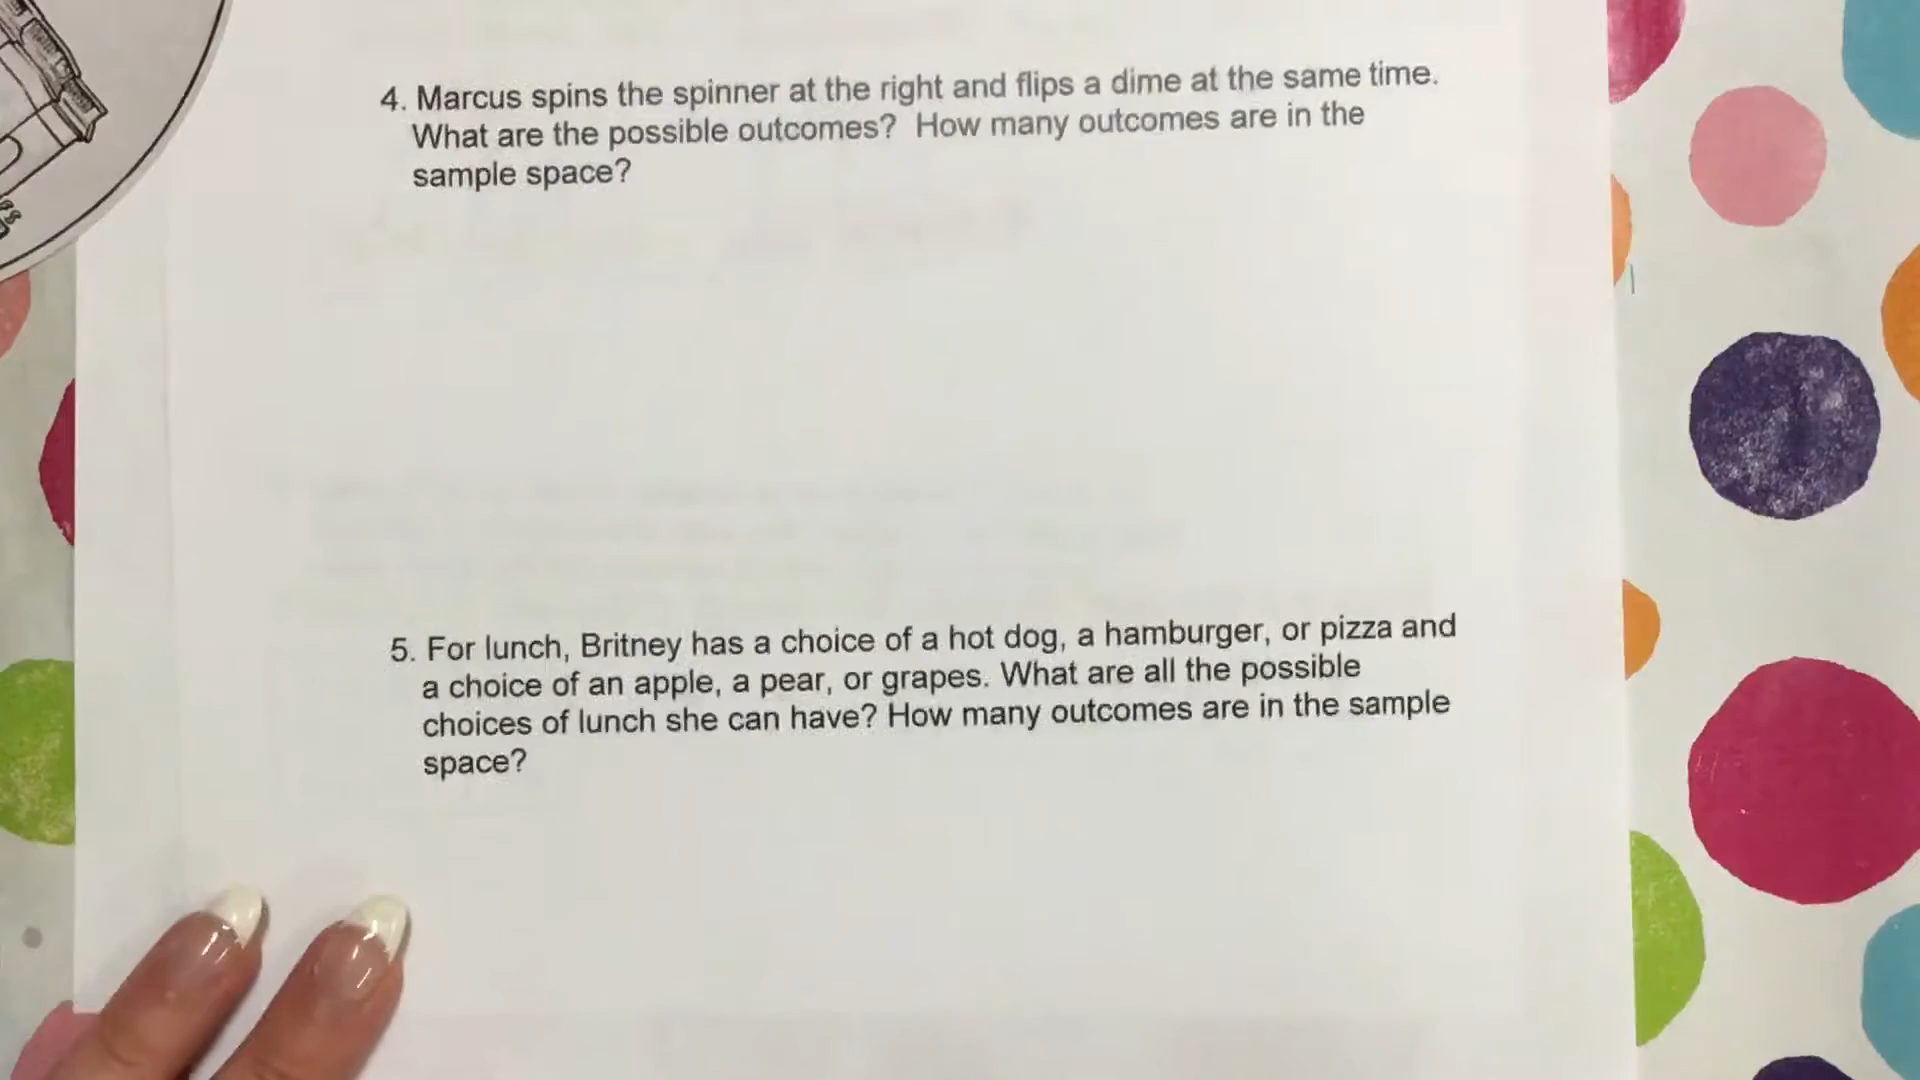 4. Marcus spins the spinner at the right and flips a dime at the same time.
What are the possible outcomes? How many outcomes are in the
sample space?
5. For lunch, Britney has a choice of a hot dog, a hamburger, or pizza and
a choice of an apple, a pear, or grapes. What are all the possible
choices of lunch she can have? How many outcomes are in the sample
space?